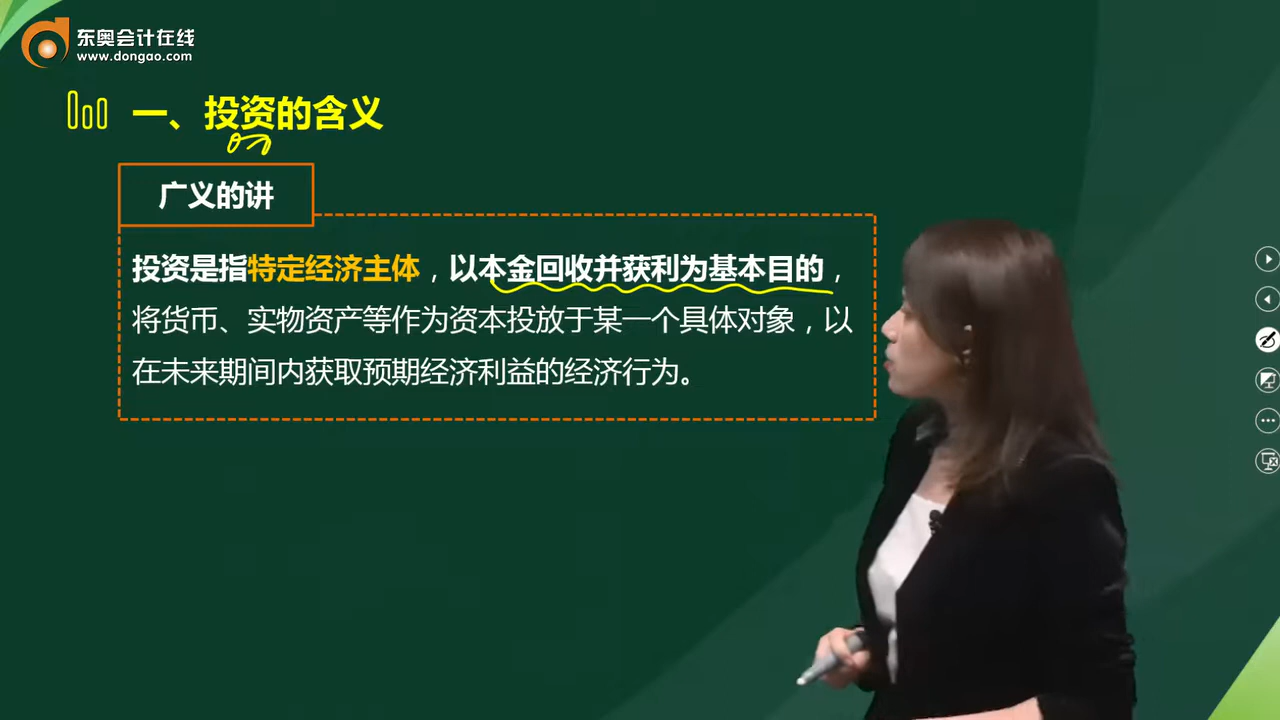 东奥会计在线
www.dongao.com
一、投资的含义
广义的讲
投资是指特定经济主体，以本金回收并获利为基本目的，
将货币、实物资产等作为资本投放于某一个具体对象，以
在未来期间内获取预期经济利益的经济行为。